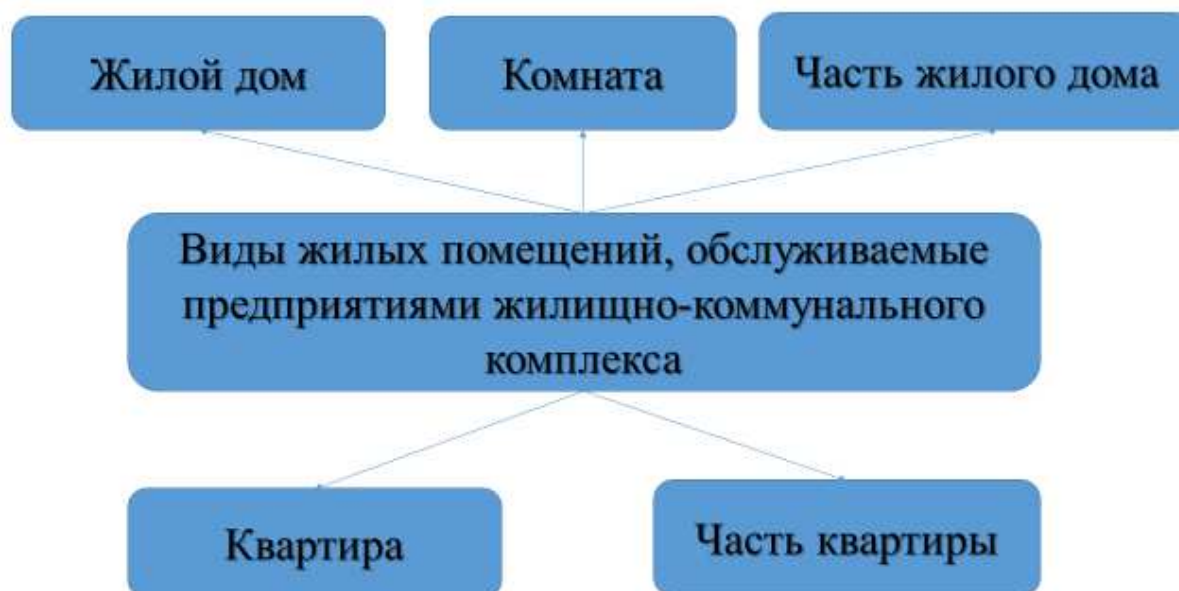 Жилой дом
Комната
Часть жилого дома
Виды жилых помещений, обслуживаемые
предприятиями жилищно-коммунального
комплекса
Квартира
Часть квартиры